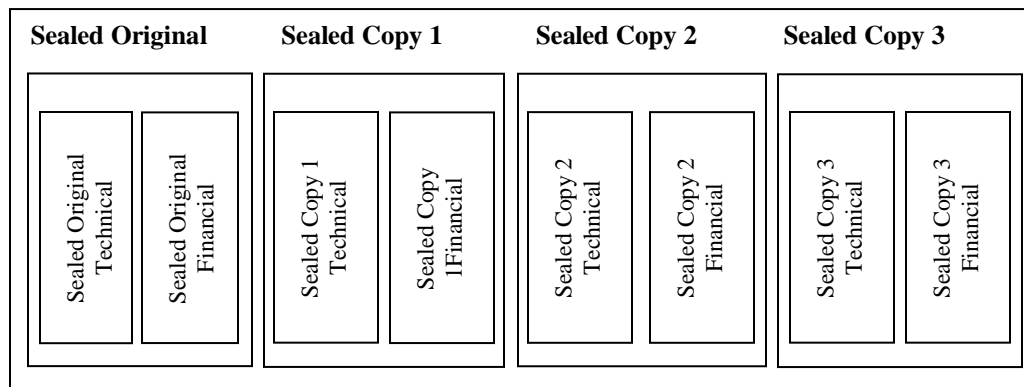 Sealed Original
Sealed Copy 1
Sealed Copy 2
Sealed Copy 3
Sealed Original
Technical
Sealed Original
Financial
Sealed Copy 1
Technical
Sealed Copy
1Financial
Sealed Copy 2
Technical
Sealed Copy 2
Financial
Sealed Copy 3
Technical
Sealed Copy 3
Financial